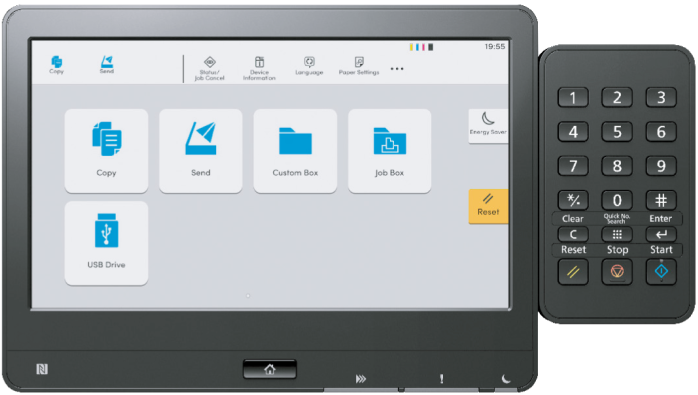 19:55
Copy
Send
Status/
Job Cancel
Device
Information
Language
Paper Settings
Copy
Send
Custom Box
Job Box
Energy Saver
Reset
USB Drive
1 2 3
4 5 6
7 8 9
*/. 0 #
Clear
Quick No.
Search
Enter
C
Reset
Stop
Start